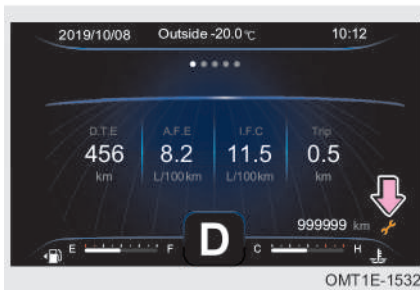 2019/10/08 Outside -20.0 ℃ 10:12
D.T.E A.F.E I.F.C Trip
456 8.2 11.5 0.5
km L/100km L/100km km
999999 km
E F D C H
OMT1E-1532